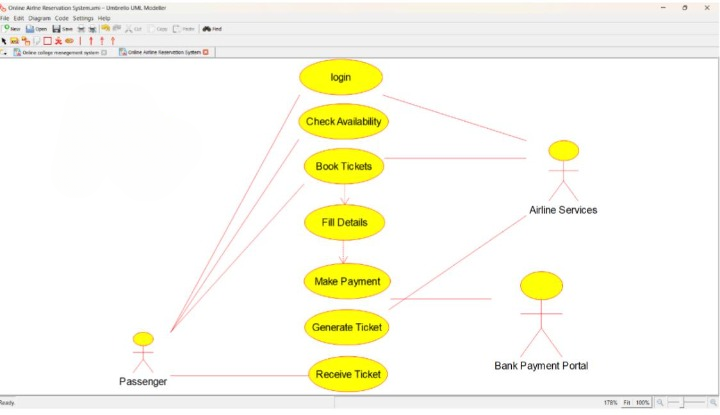 Online Airline Reservation System.xmi - Umbrello UML Modeller
File Edit Diagram Code Settings Help
New Open Save Cut Copy Paste Find
Online college management system Online Airline Reservation System
login
Check Availability
Book Tickets
Airline Services
Fill Details
Make Payment
Generate Ticket
Bank Payment Portal
Receive Ticket
Passenger
Ready.
178% Fit 100%